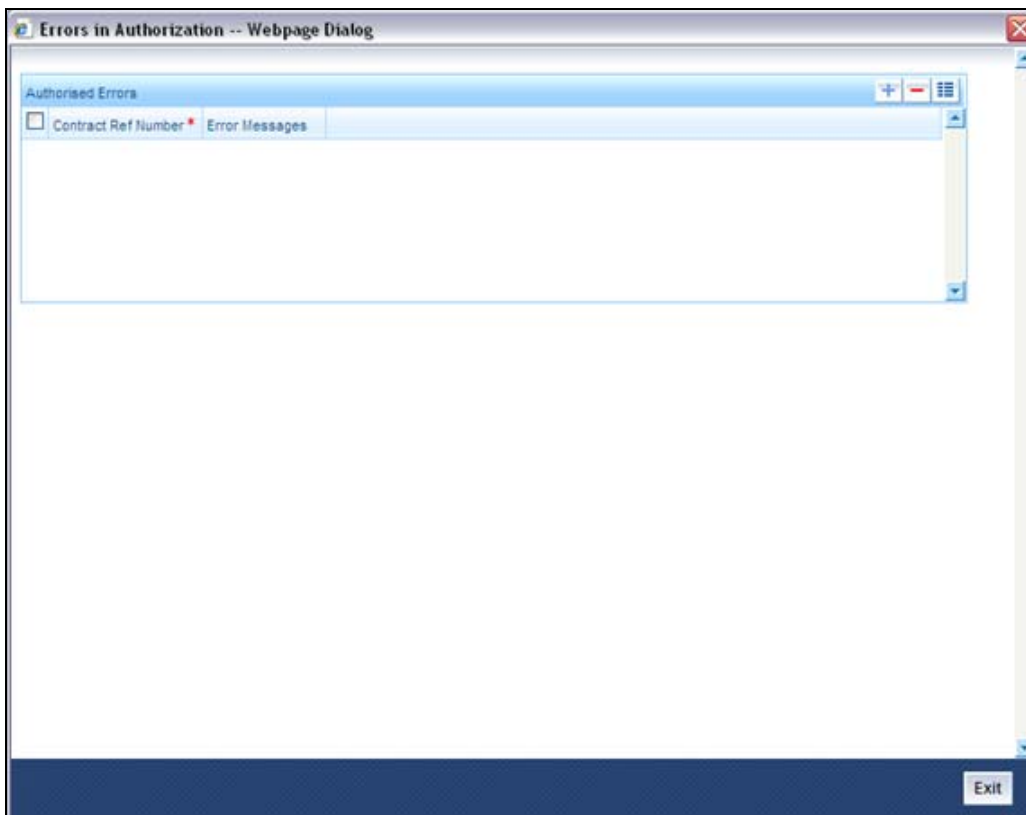 Errors in Authorization -- Webpage Dialog
Authorised Errors
Contract Ref Number * Error Messages
Exit